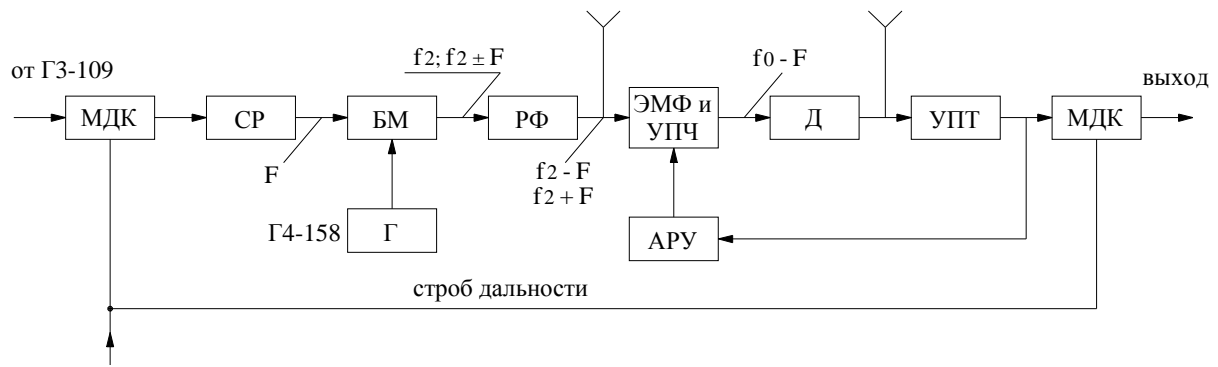 от Г3-109
МДК
СР
F
f2; f2 ± F
БМ
Г4-158
Г
РФ
f2 - F
f2 + F
ЭМФ и
УПЧ
f0 - F
Д
УПТ
МДК
выход
АРУ
строб дальности